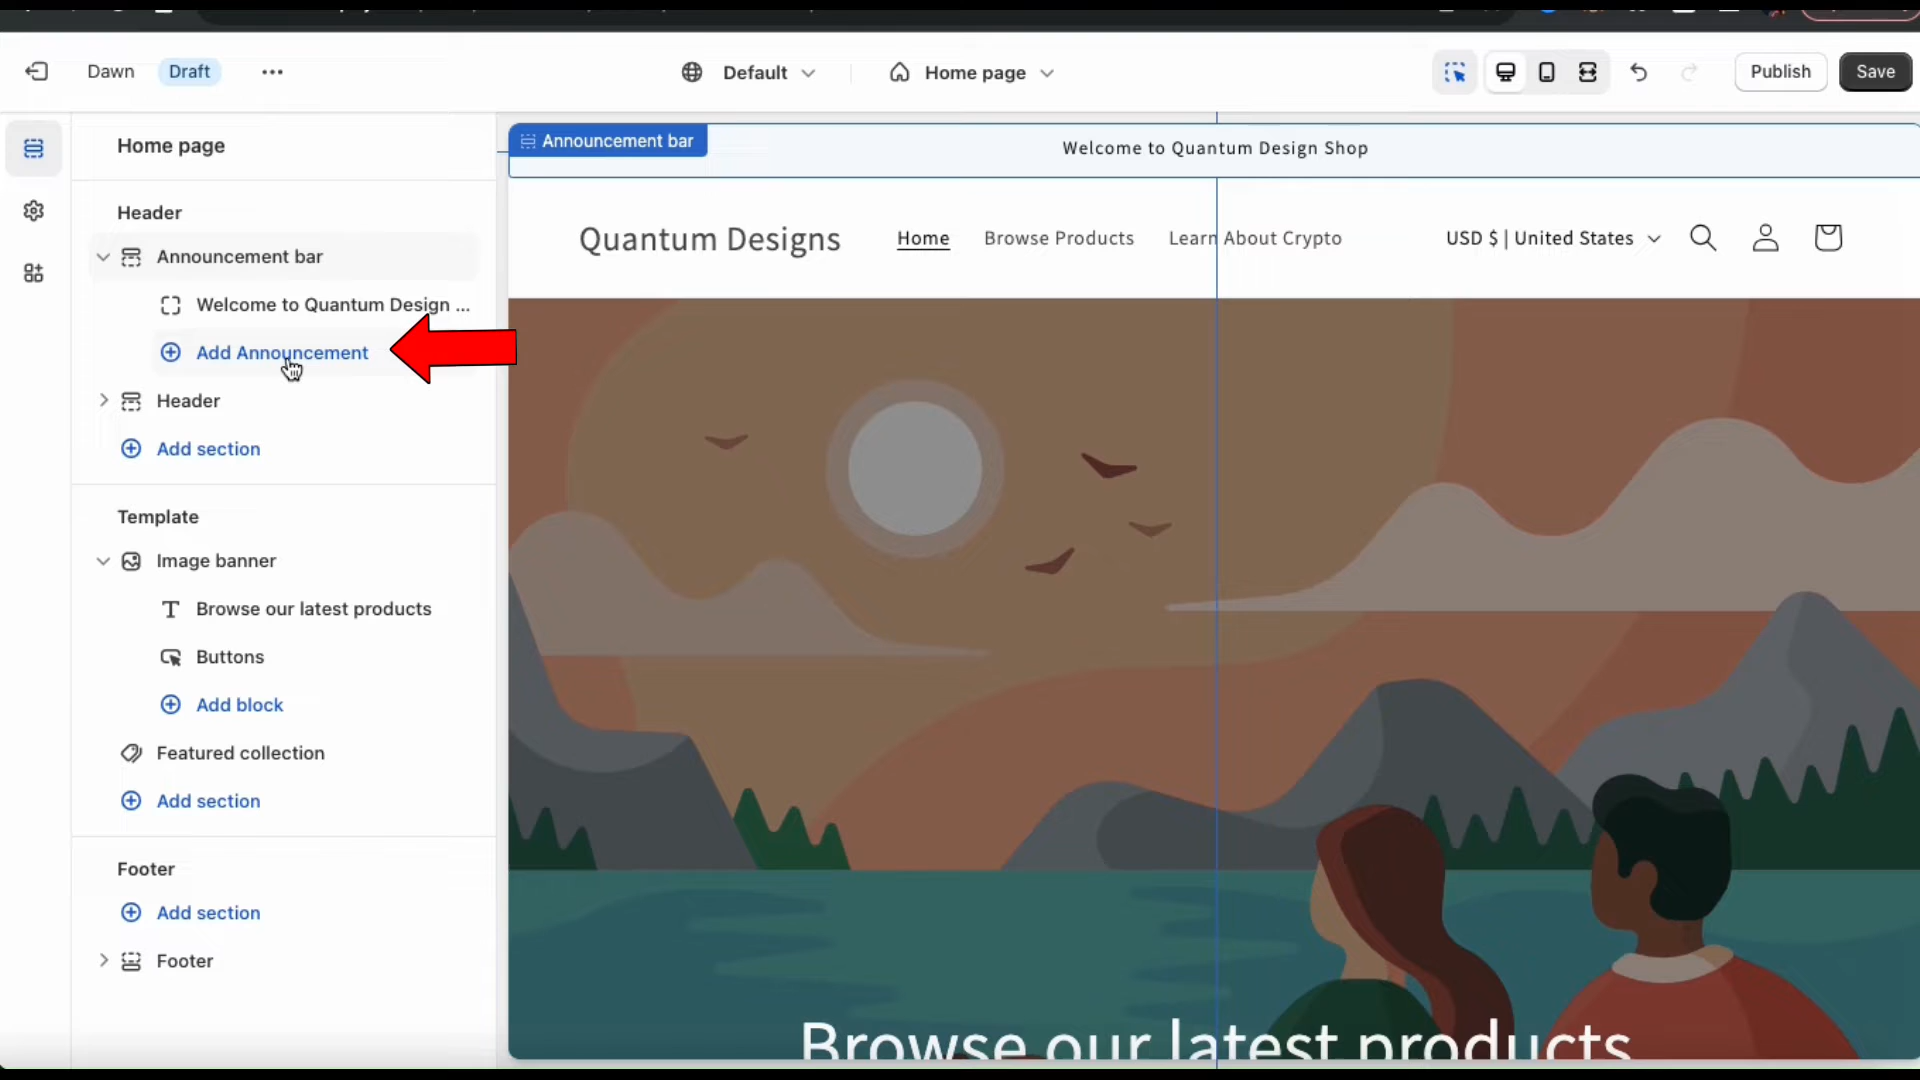 Dawn Draft
Default Home page
Publish Save
Home page
Header
Announcement bar
Welcome to Quantum Design ...
Add Announcement
Header
Add section
Template
Image banner
Browse our latest products
Buttons
Add block
Featured collection
Add section
Footer
Add section
Footer
Announcement bar
Welcome to Quantum Design Shop
Quantum Designs Home Browse Products Learn About Crypto USD $ | United States
Browse our latest products